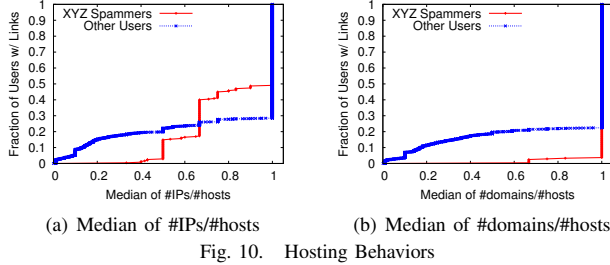 XYZ Spammers
Other Users
Fraction of Users w/ Links
1
0.9
0.8
0.7
0.6
0.5
0.4
0.3
0.2
0.1
0
0 0.2 0.4 0.6 0.8 1
Median of #IPs/#hosts
(a) Median of #IPs/#hosts
XYZ Spammers
Other Users
Fraction of Users w/ Links
1
0.9
0.8
0.7
0.6
0.5
0.4
0.3
0.2
0.1
0
0 0.2 0.4 0.6 0.8 1
Median of #domains/#hosts
(b) Median of #domains/#hosts
Fig. 10. Hosting Behaviors